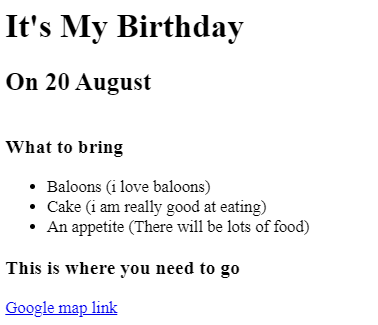 It's My Birthday
On 20 August
What to bring
Baloons (i love baloons)
Cake (i am really good at eating)
An appetite (There will be lots of food)
This is where you need to go
Google map link